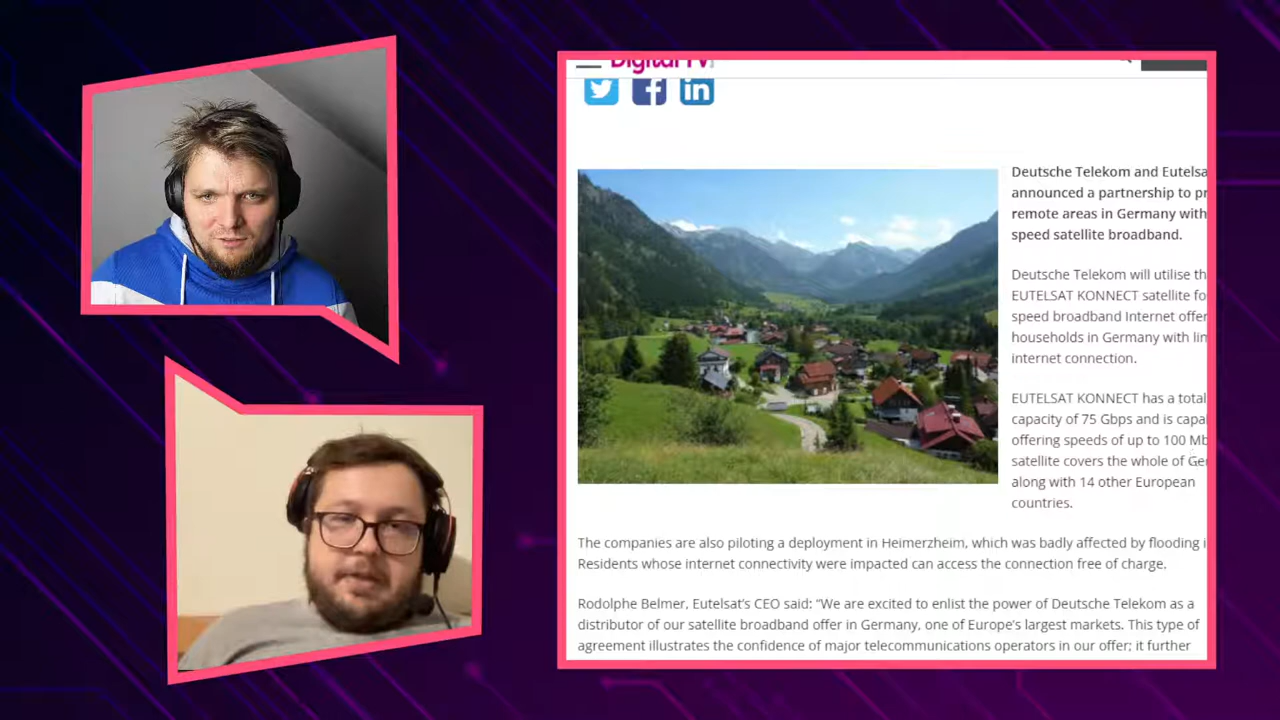 Digital TV
Deutsche Telekom and Eutelsa
announced a partnership to pr
remote areas in Germany with
speed satellite broadband.
Deutsche Telekom will utilise th
EUTELSAT KONNECT satellite fo
speed broadband Internet offer
households in Germany with lim
internet connection.
EUTELSAT KONNECT has a total
capacity of 75 Gbps and is capa
offering speeds of up to 100 Mb
satellite covers the whole of Ger
along with 14 other European
countries.
The companies are also piloting a deployment in Heimerzheim, which was badly affected by flooding i
Residents whose internet connectivity were impacted can access the connection free of charge.
Rodolphe Belmer, Eutelsat’s CEO said: “We are excited to enlist the power of Deutsche Telekom as a
distributor of our satellite broadband offer in Germany, one of Europe’s largest markets. This type of
agreement illustrates the confidence of major telecommunications operators in our offer; it further